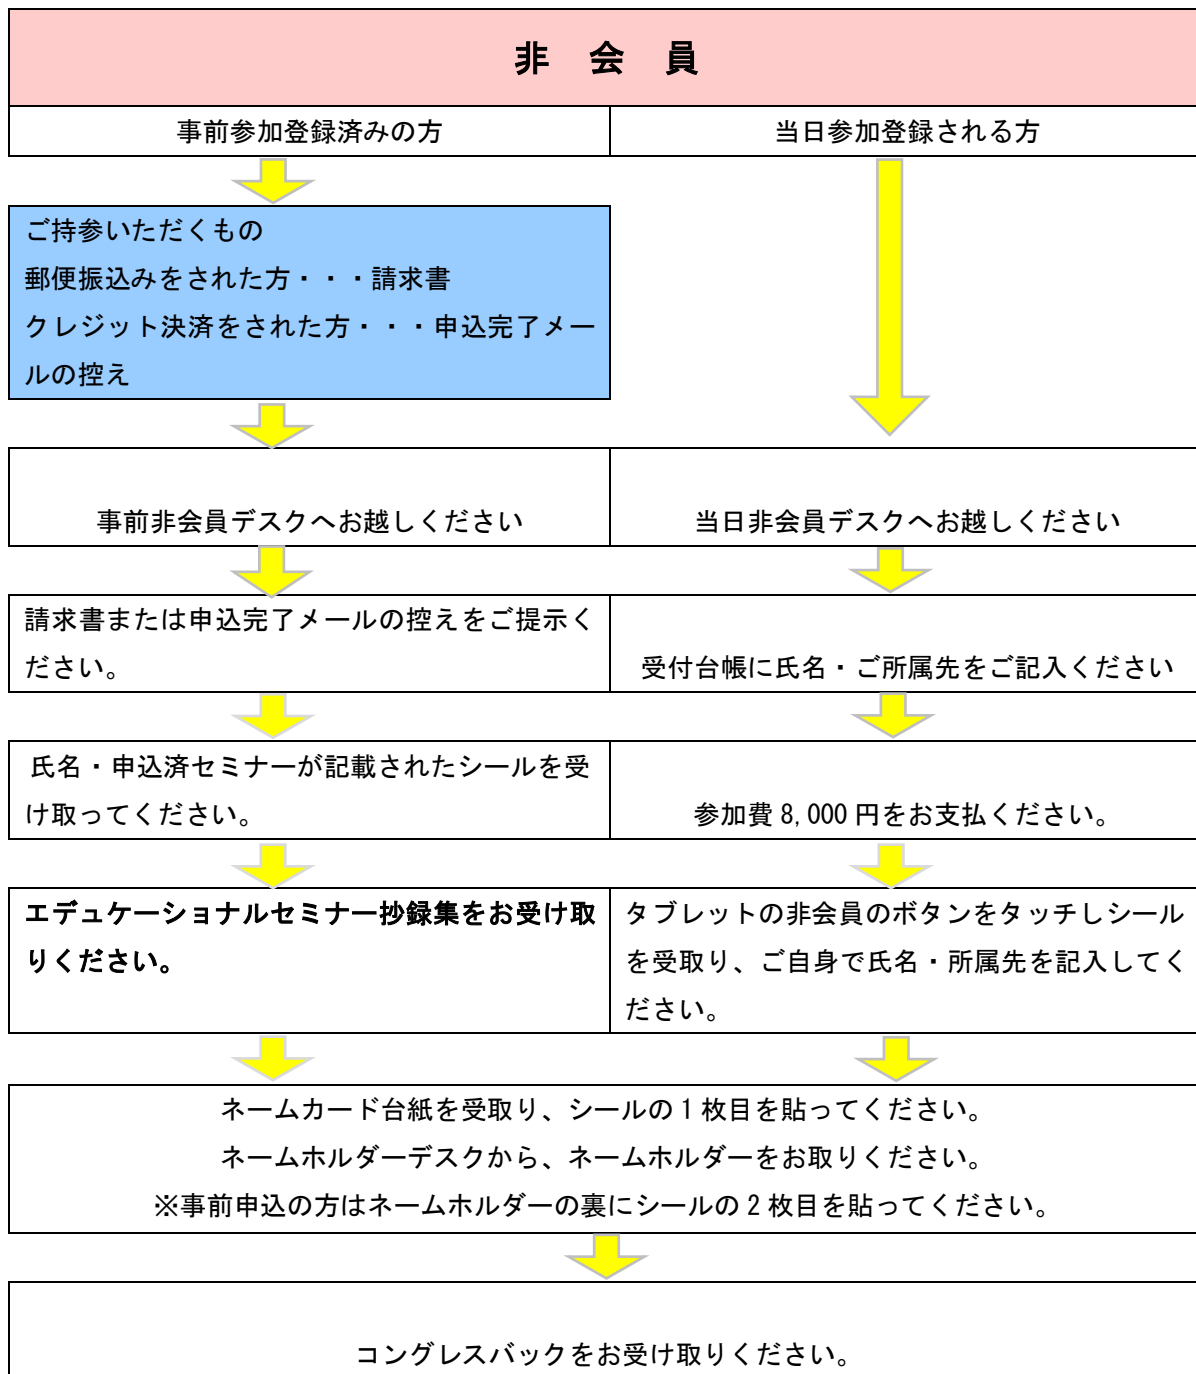 非 会 員
事前参加登録済みの方
当日参加登録される方
ご持参いただくもの
郵便振込みをされた方・・・請求書
クレジット決済をされた方・・・申込完了メー
ルの控え
事前非会員デスクへお越しください
当日非会員デスクへお越しください
請求書または申込完了メールの控えをご提示く
ださい。
受付台帳に氏名・ご所属先をご記入ください
氏名・申込済セミナーが記載されたシールを受
け取ってください。
参加費 8,000 円をお支払ください。
エデュケーショナルセミナー抄録集をお受け取
りください。
タブレットの非会員のボタンをタッチしシール
を受取り、ご自身で氏名・所属先を記入してく
ださい。
ネームカード台紙を受取り、シールの 1 枚目を貼ってください。
ネームホルダーデスクから、ネームホルダーをお取りください。
※事前申込の方はネームホルダーの裏にシールの 2 枚目を貼ってください。
コングレスバックをお受け取りください。